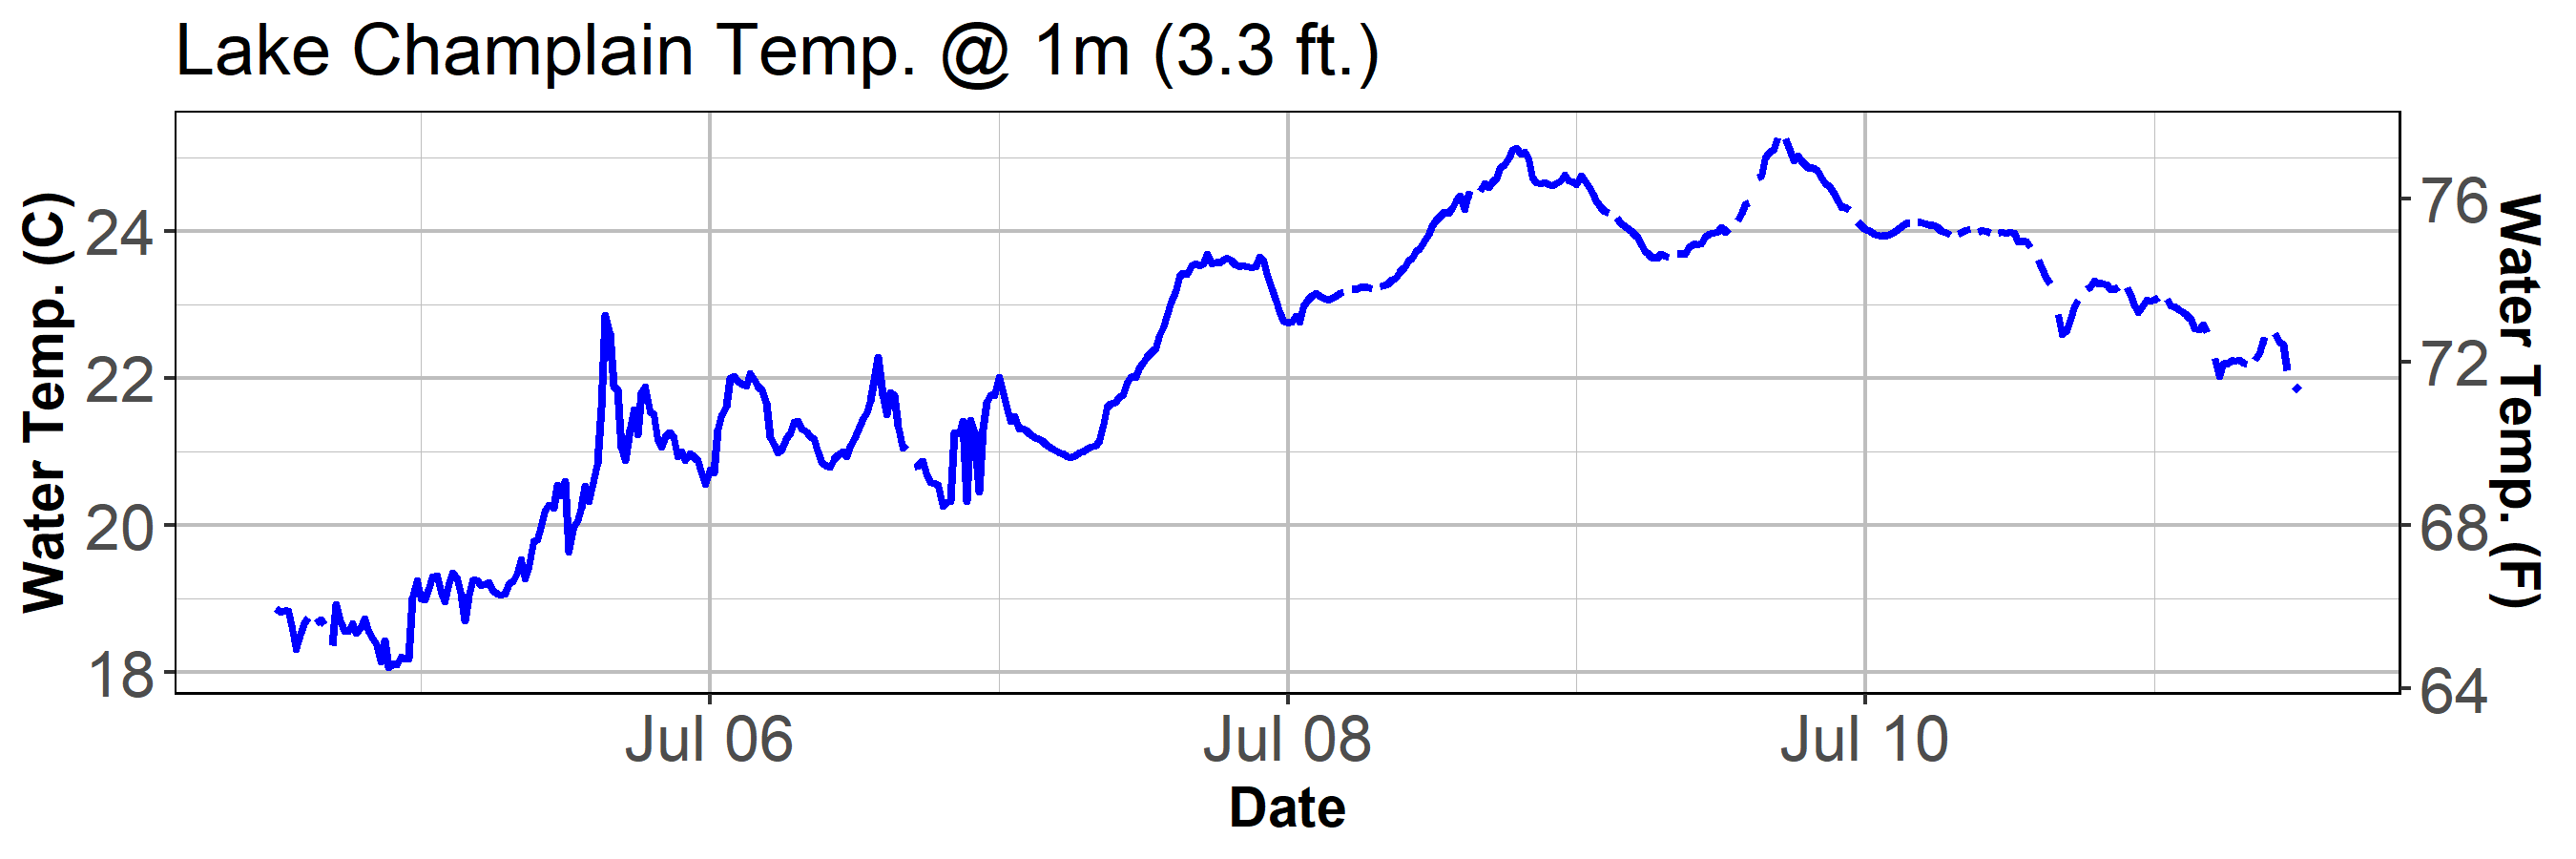 Lake Champlain Temp. @ 1m (3.3 ft.)
Water Temp. (C)
24
22
20
18
76
72
68
64
Water Temp. (F)
Jul 06
Jul 08
Jul 10
Date